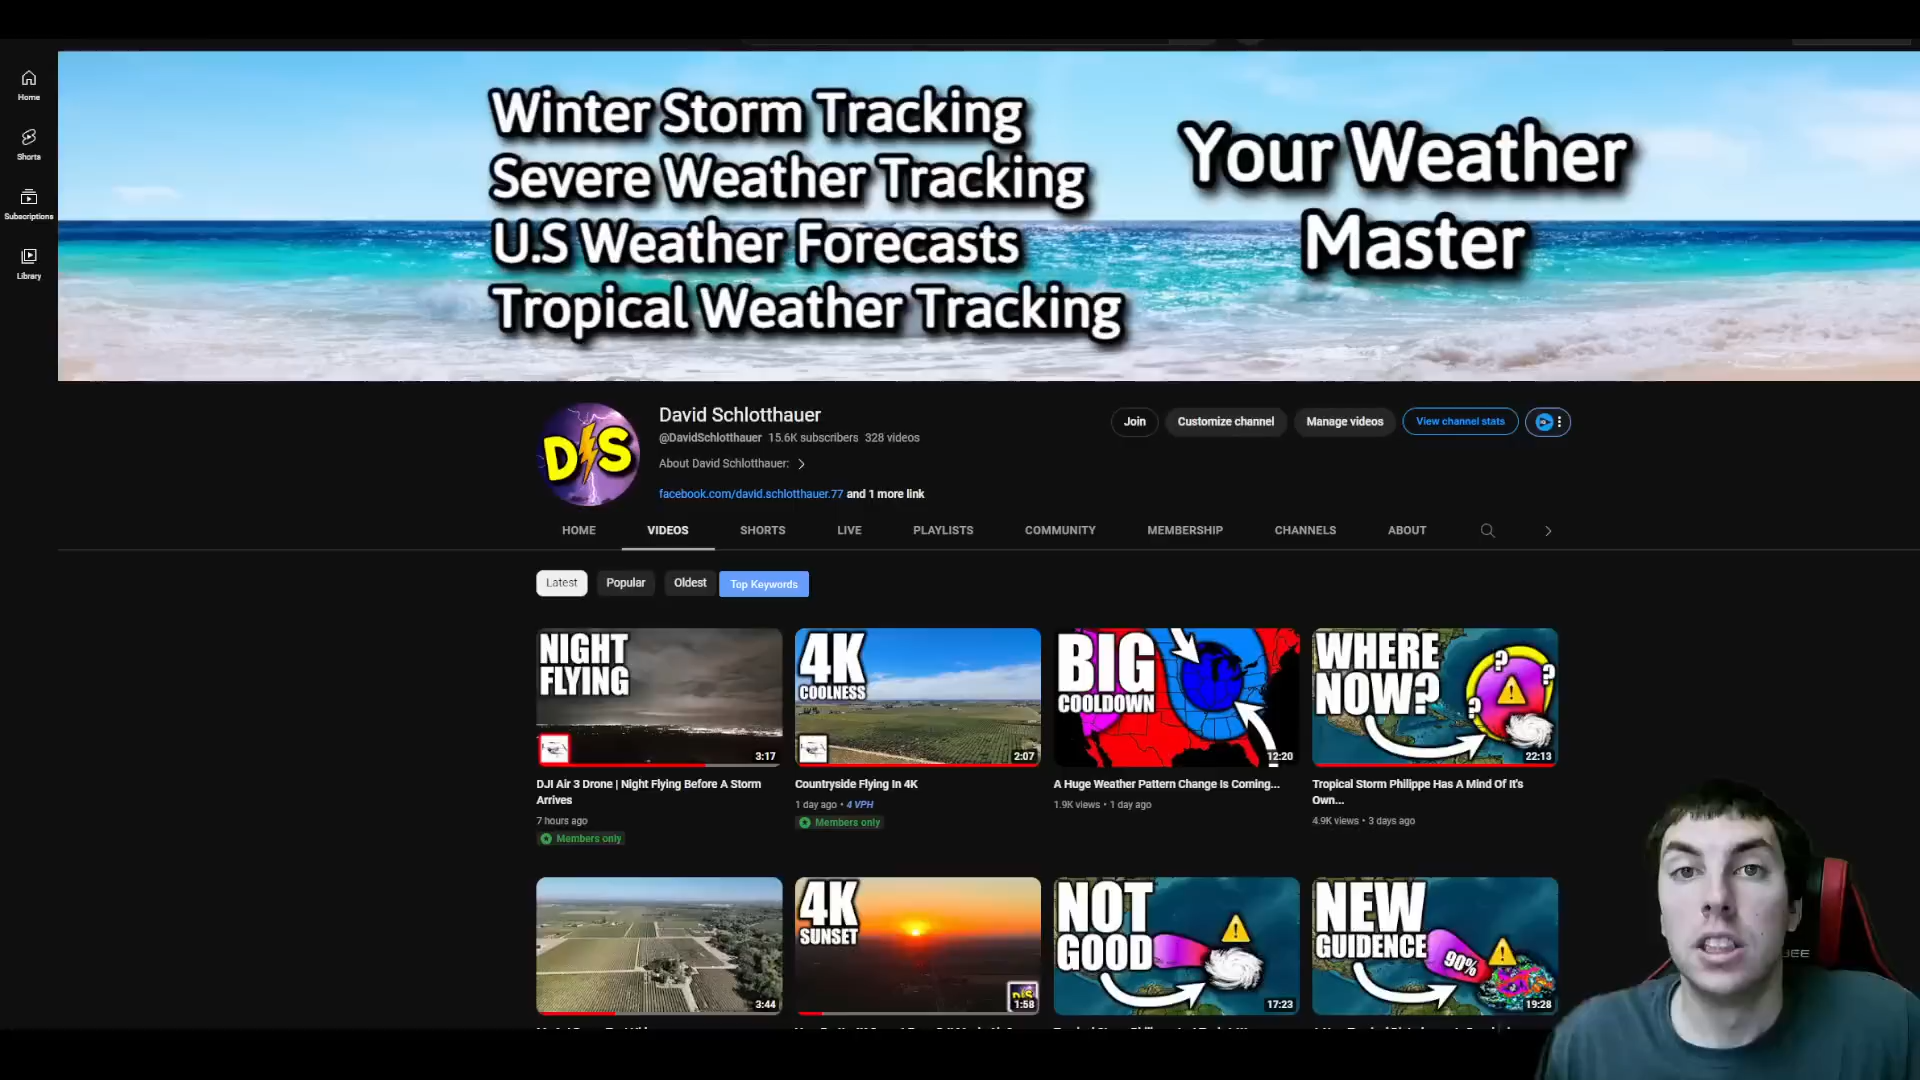 Winter Storm Tracking
Severe Weather Tracking
U.S Weather Forecasts
Tropical Weather Tracking
Your Weather
Master
Home
Shorts
Subscriptions
Library
D S
David Schlotthauer
@DavidSchlotthauer 15.6K subscribers 328 videos
About David Schlotthauer:
facebook.com/david.schlotthauer.77 and 1 more link
Join
Customize channel
Manage videos
View channel stats
HOME
VIDEOS
SHORTS
LIVE
PLAYLISTS
COMMUNITY
MEMBERSHIP
CHANNELS
ABOUT
Latest
Popular
Oldest
Top Keywords
NIGHT
FLYING
3:17
DJI Air 3 Drone | Night Flying Before A Storm
Arrives
7 hours ago
Members only
4K
COOLNESS
2:07
Countryside Flying In 4K
1 day ago • 4 VPH
Members only
BIG
COOLDOWN
12:20
A Huge Weather Pattern Change Is Coming...
1.9K views • 1 day ago
WHERE
NOW?
? ? ?
22:13
Tropical Storm Philippe Has A Mind Of It's
Own...
4.9K views • 3 days ago
3:44
4K
SUNSET
1:58
NOT
GOOD
17:23
NEW
GUIDENCE
90%
19:28